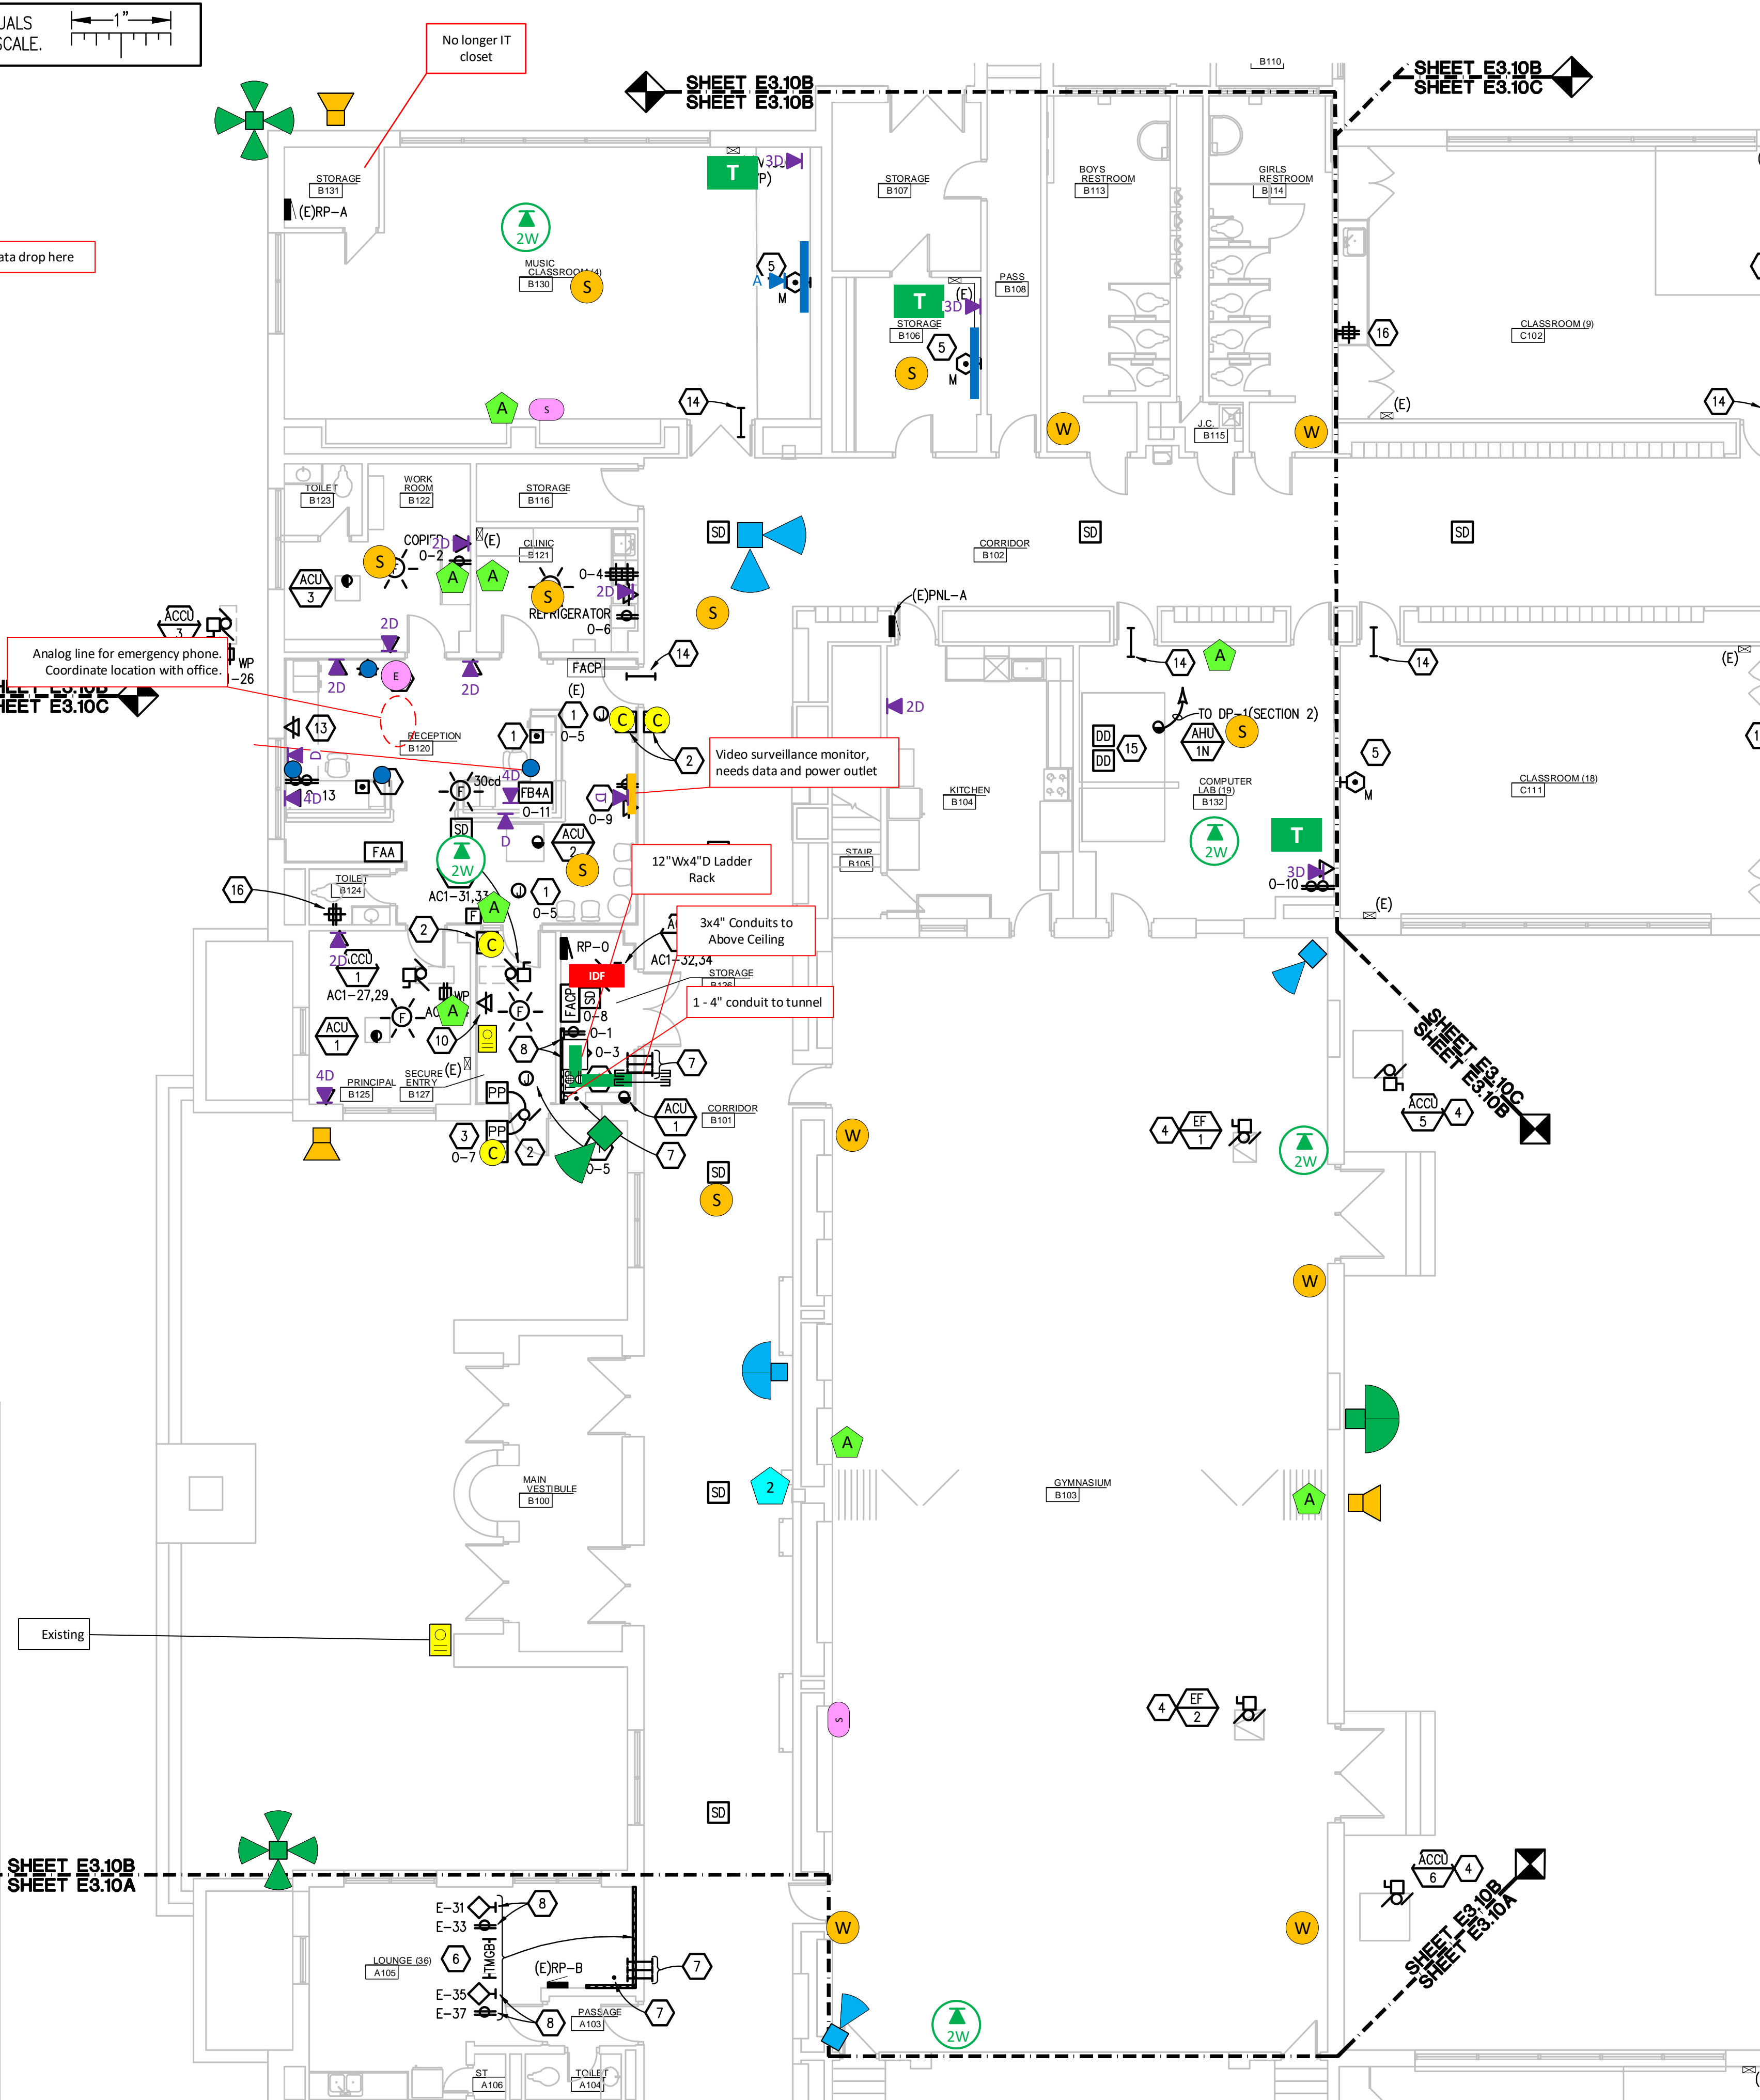 UALS
SCALE.
1"
No longer IT
closet
SHEET E3.10B
SHEET E3.10B
B110
SHEET E3.10B
SHEET E3.10C
STORAGE
B131
(E)RP-A
T
3D
P)
2W
MUSIC
CLASSROOM (4)
B130
S
5
A
M
STORAGE
B107
BOYS
RESTROOM
B113
GIRLS
RESTROOM
B114
ata drop here
PASS
B108
T
(E)
3D
STORAGE
B106
5
S
M
16
CLASSROOM (9)
C102
A
S
14
W
J.C.
B115
W
(E)
14
TOILET
B123
WORK
ROOM
B122
STORAGE
B116
COPIER
2D
0-2
(E)
CLINIC
B121
S
F
A
A
ACU
3
0-4
2D
S
REFRIGERATOR
0-6
SD
SD
SD
CORRIDOR
B102
S
(E)PNL-A
ACCU
3
WP
-26
Analog line for emergency phone.
Coordinate location with office.
SHEET E3.10B
HEET E3.10C
2D
2D
E
2D
FACP
(E)
14
14
A
14
(E)
13
RECEPTION
B120
1
1
J
0-5
C
C
2
2D
TO DP-1(SECTION 2)
DD
DD
15
AHU
1N
S
Video surveillance monitor,
needs data and power outlet
D
4D
0-13
F
30cd
4D
FB4A
0-11
D
D
0-9
KITCHEN
B104
COMPUTER
LAB (19)
B132
5
M
CLASSROOM (18)
C111
SD
2W
FAA
ACU
2
S
12"Wx4"D Ladder
Rack
STAIR
B105
2W
T
3D
0-10
16
TOILET
B124
AC1-31,33
J
1
0-5
A
F
(E)
2
C
3x4" Conduits to
Above Ceiling
RP-0
AC1-32,34
IDF
STORAGE
B126
1 - 4" conduit to tunnel
2D
ACCU
1
AC1-27,29
WP
A
F
F
FACP
SD
0-8
0-1
0-3
ACU
1
10
8
7
(E)
4D
PRINCIPAL
B125
SECURE
ENTRY
B127
J
PP
PP
ACU
1
CORRIDOR
B101
3
0-7
C
2
0-5
7
W
4
EF
1
2W
ACCU
5
4
SHEET E3.10C
SHEET E3.10B
SD
S
W
A
MAIN
VESTIBULE
B100
SD
2
GYMNASIUM
B103
A
Existing
S
4
EF
2
SD
SHEET E3.10B
SHEET E3.10A
ACCU
6
4
SHEET E3.10B
SHEET E3.10A
E-31
E-33
8
W
W
LOUNGE (36)
A105
6
TMGB
(E)RP-B
7
E-35
E-37
8
PASSAGE
A103
7
2W
ST
A106
TOILET
A104